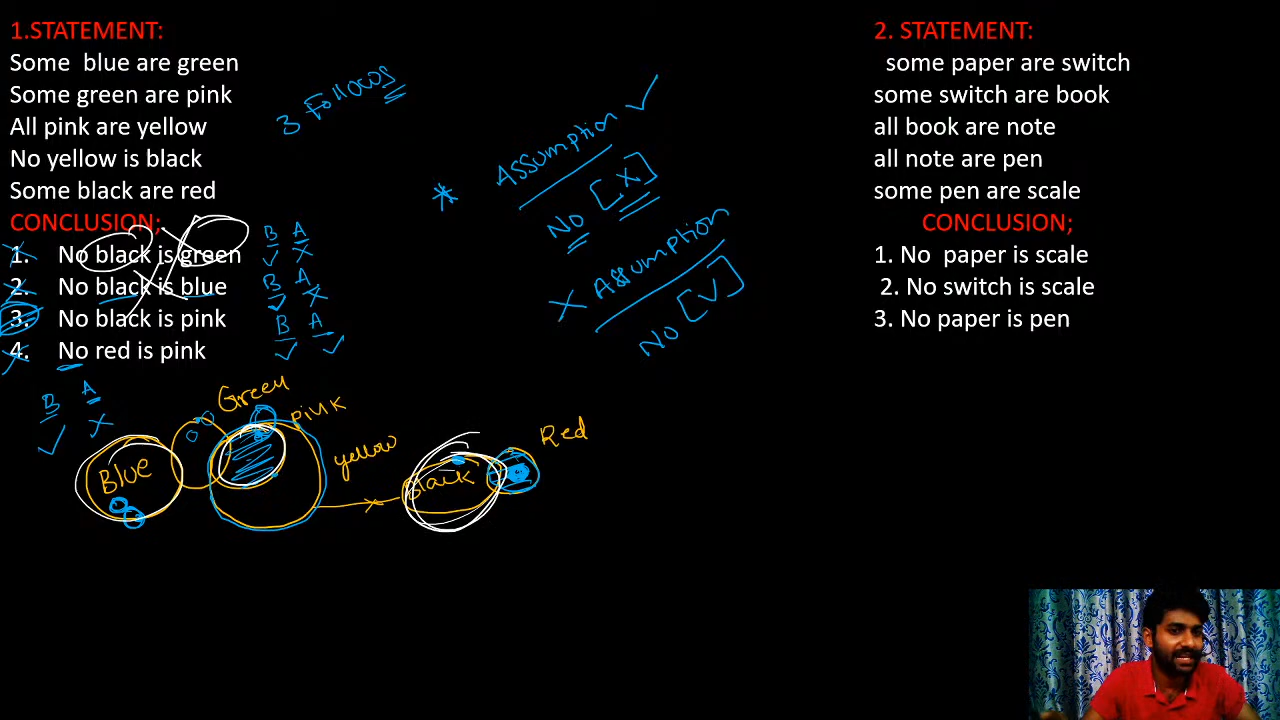 1.STATEMENT:
Some blue are green
Some green are pink
All pink are yellow
No yellow is black
Some black are red
CONCLUSION;
1. No black is green
2. No black is blue
3. No black is pink
4. No red is pink
B A
B A
B A
B A
3 Follows
* Assumption ✓
No [X]
X Assumption
No [✓]
Green
Pink
Blue
yellow
Black
Red
2. STATEMENT:
some paper are switch
some switch are book
all book are note
all note are pen
some pen are scale
CONCLUSION;
1. No paper is scale
2. No switch is scale
3. No paper is pen